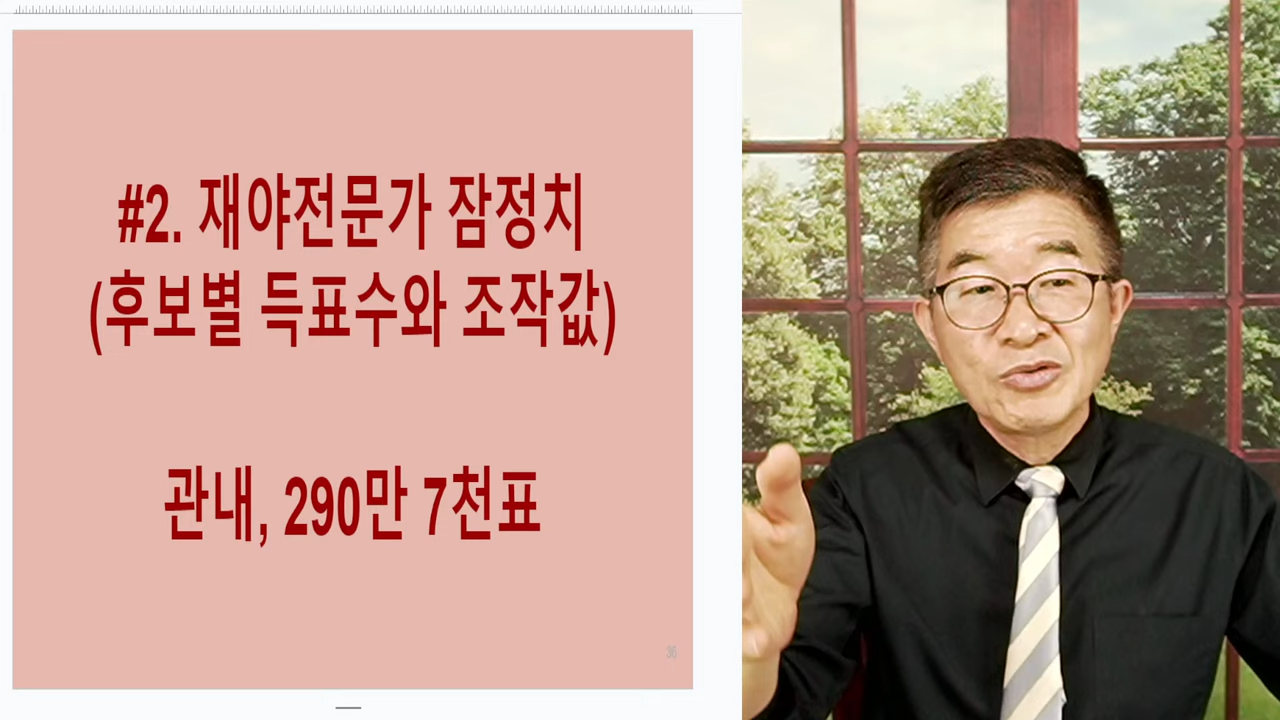 #2. 재야전문가 잠정치
(후보별 득표수와 조작값)
관내, 290만 7천표
36